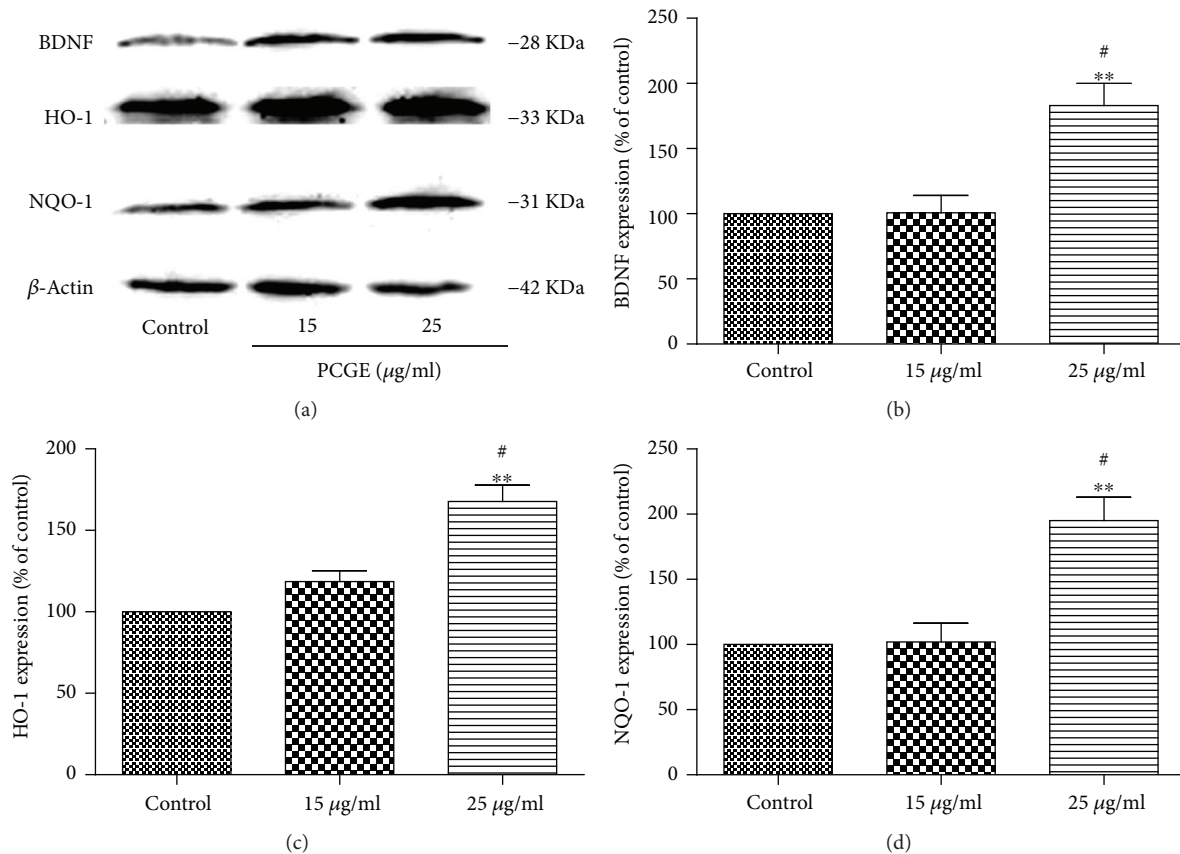 BDNF
−28 KDa
HO-1
−33 KDa
NQO-1
−31 KDa
β-Actin
−42 KDa
Control 15 25
PCGE (μg/ml)
(a)
BDNF expression (% of control)
250
200
150
100
50
0
#
**
Control 15 μg/ml 25 μg/ml
(b)
HO-1 expression (% of control)
200
150
100
50
0
#
**
Control 15 μg/ml 25 μg/ml
(c)
NQO-1 expression (% of control)
250
200
150
100
50
0
#
**
Control 15 μg/ml 25 μg/ml
(d)